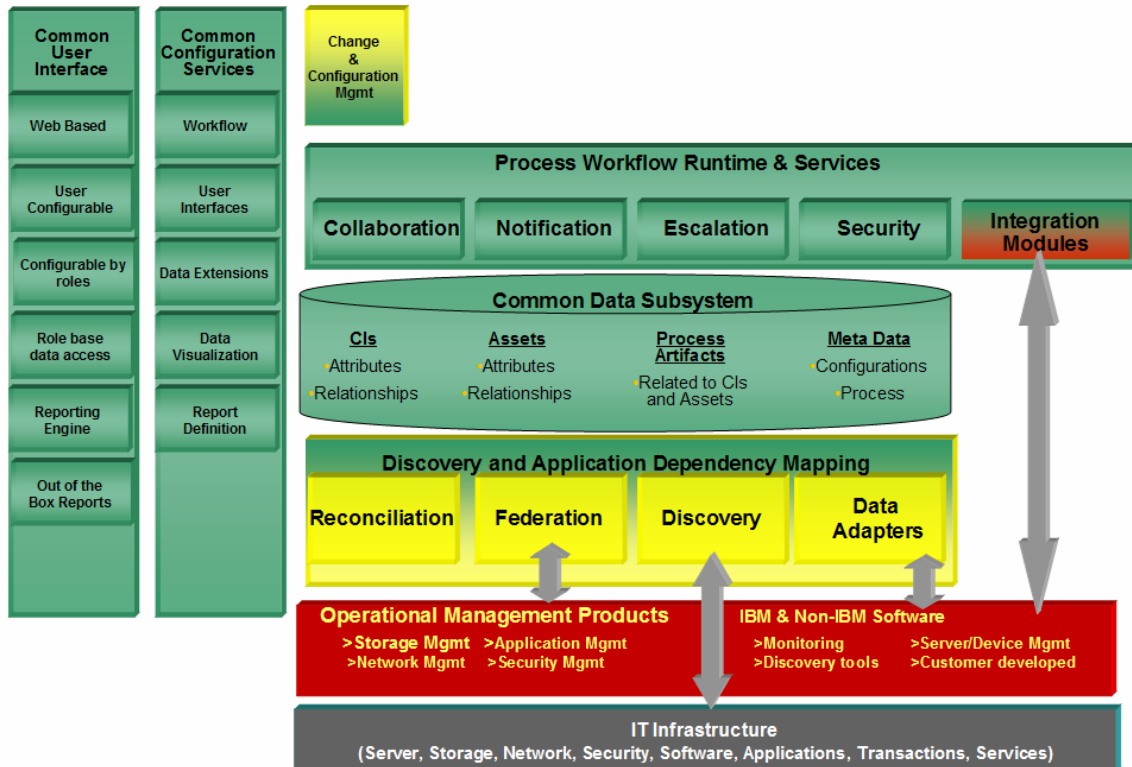 Common
User
Interface
Web Based
User
Configurable
Configurable by
roles
Role base
data access
Reporting
Engine
Out of the
Box Reports
Common
Configuration
Services
Workflow
User
Interfaces
Data Extensions
Data
Visualization
Report
Definition
Change
&
Configuration
Mgmt
Process Workflow Runtime & Services
Collaboration
Notification
Escalation
Security
Integration
Modules
Common Data Subsystem
CIs
•Attributes
•Relationships
Assets
•Attributes
•Relationships
Process
Artifacts
•Related to CIs
and Assets
Meta Data
•Configurations
•Process
Discovery and Application Dependency Mapping
Reconciliation
Federation
Discovery
Data
Adapters
Operational Management Products
>Storage Mgmt >Application Mgmt
>Network Mgmt >Security Mgmt
IBM & Non-IBM Software
>Monitoring >Server/Device Mgmt
>Discovery tools >Customer developed
IT Infrastructure
(Server, Storage, Network, Security, Software, Applications, Transactions, Services)